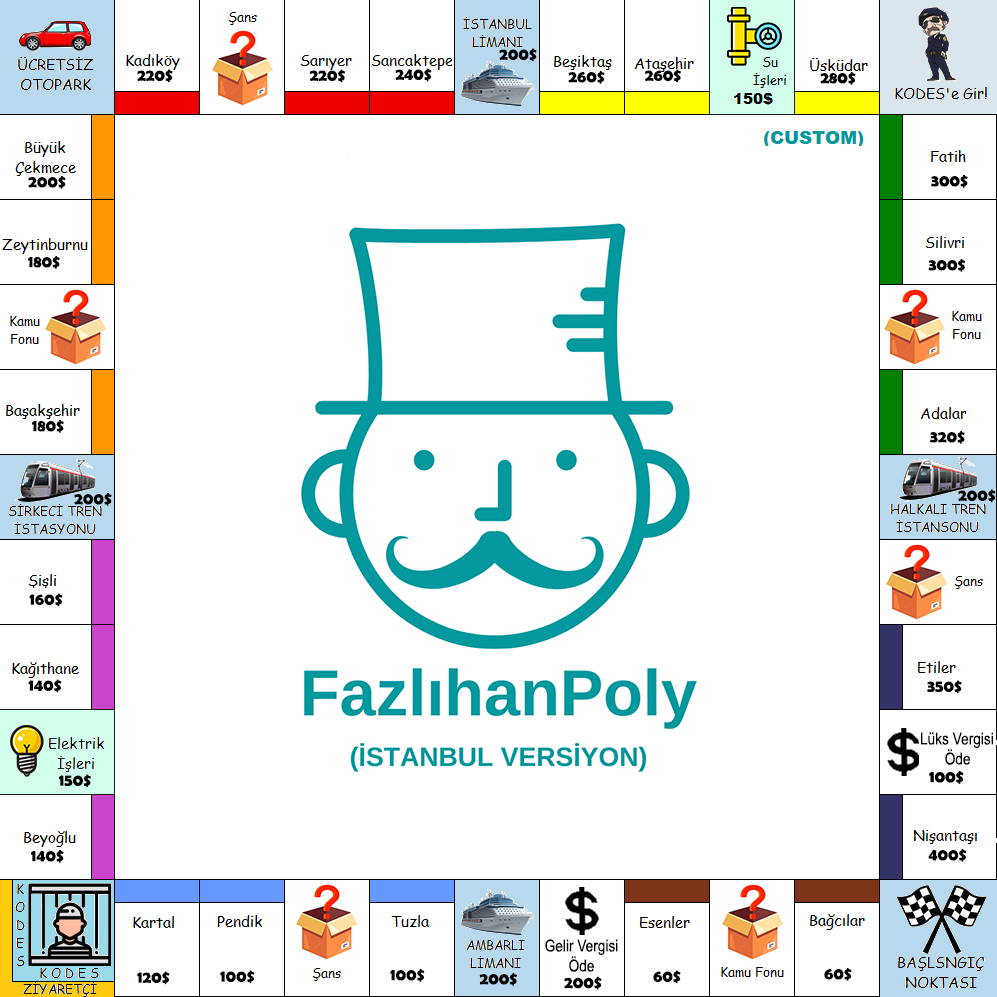 ÜCRETSİZ
OTOPARK
Kadıköy
220$
Şans
Sarıyer
220$
Sancaktepe
240$
İSTANBUL
LİMANI
200$
Beşiktaş
260$
Ataşehir
260$
Su
İşleri
150$
Üsküdar
280$
KODES'e Gir!
Büyük
Çekmece
200$
(CUSTOM)
Fatih
300$
Zeytinburnu
180$
Silivri
300$
Kamu
Fonu
Kamu
Fonu
Başakşehir
180$
Adalar
320$
200$
SİRKECİ TREN
İSTASYONU
200$
HALKALI TREN
İSTANSONU
Şişli
160$
Şans
Kağıthane
140$
Etiler
350$
FazlıhanPoly
(İSTANBUL VERSİYON)
Elektrik
İşleri
150$
$ Lüks Vergisi
Öde
100$
Beyoğlu
140$
Nişantaşı
400$
KODES
KODES
ZİYARETÇİ
Kartal
120$
Pendik
100$
Şans
Tuzla
100$
AMBARLI
LİMANI
200$
$
Gelir Vergisi
Öde
200$
Esenler
60$
Kamu Fonu
Bağcılar
60$
BAŞLSNGIÇ
NOKTASI